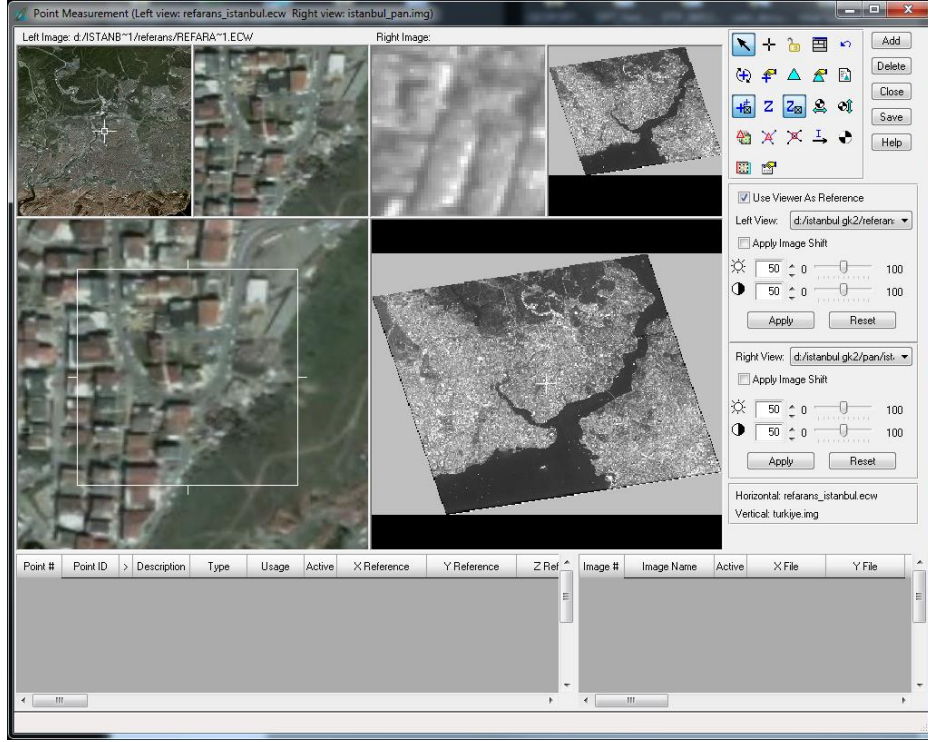 Point Measurement (Left view: refarans_istanbul.ecw Right view: istanbul_pan.img)
Left Image: d:/ISTANB~1/referans/REFARA~1.ECW
Right Image:
Add
Delete
Close
Save
Help
Use Viewer As Reference
Left View: d:/istanbul gk2/referan:
Apply Image Shift
50 0 100
50 0 100
Apply Reset
Right View: d:/istanbul gk2/pan/ist.
Apply Image Shift
50 0 100
50 0 100
Apply Reset
Horizontal: refarans_istanbul.ecw
Vertical: turkiye.img
Point # Point ID > Description Type Usage Active X Reference Y Reference Z Ref
Image # Image Name Active X File Y File